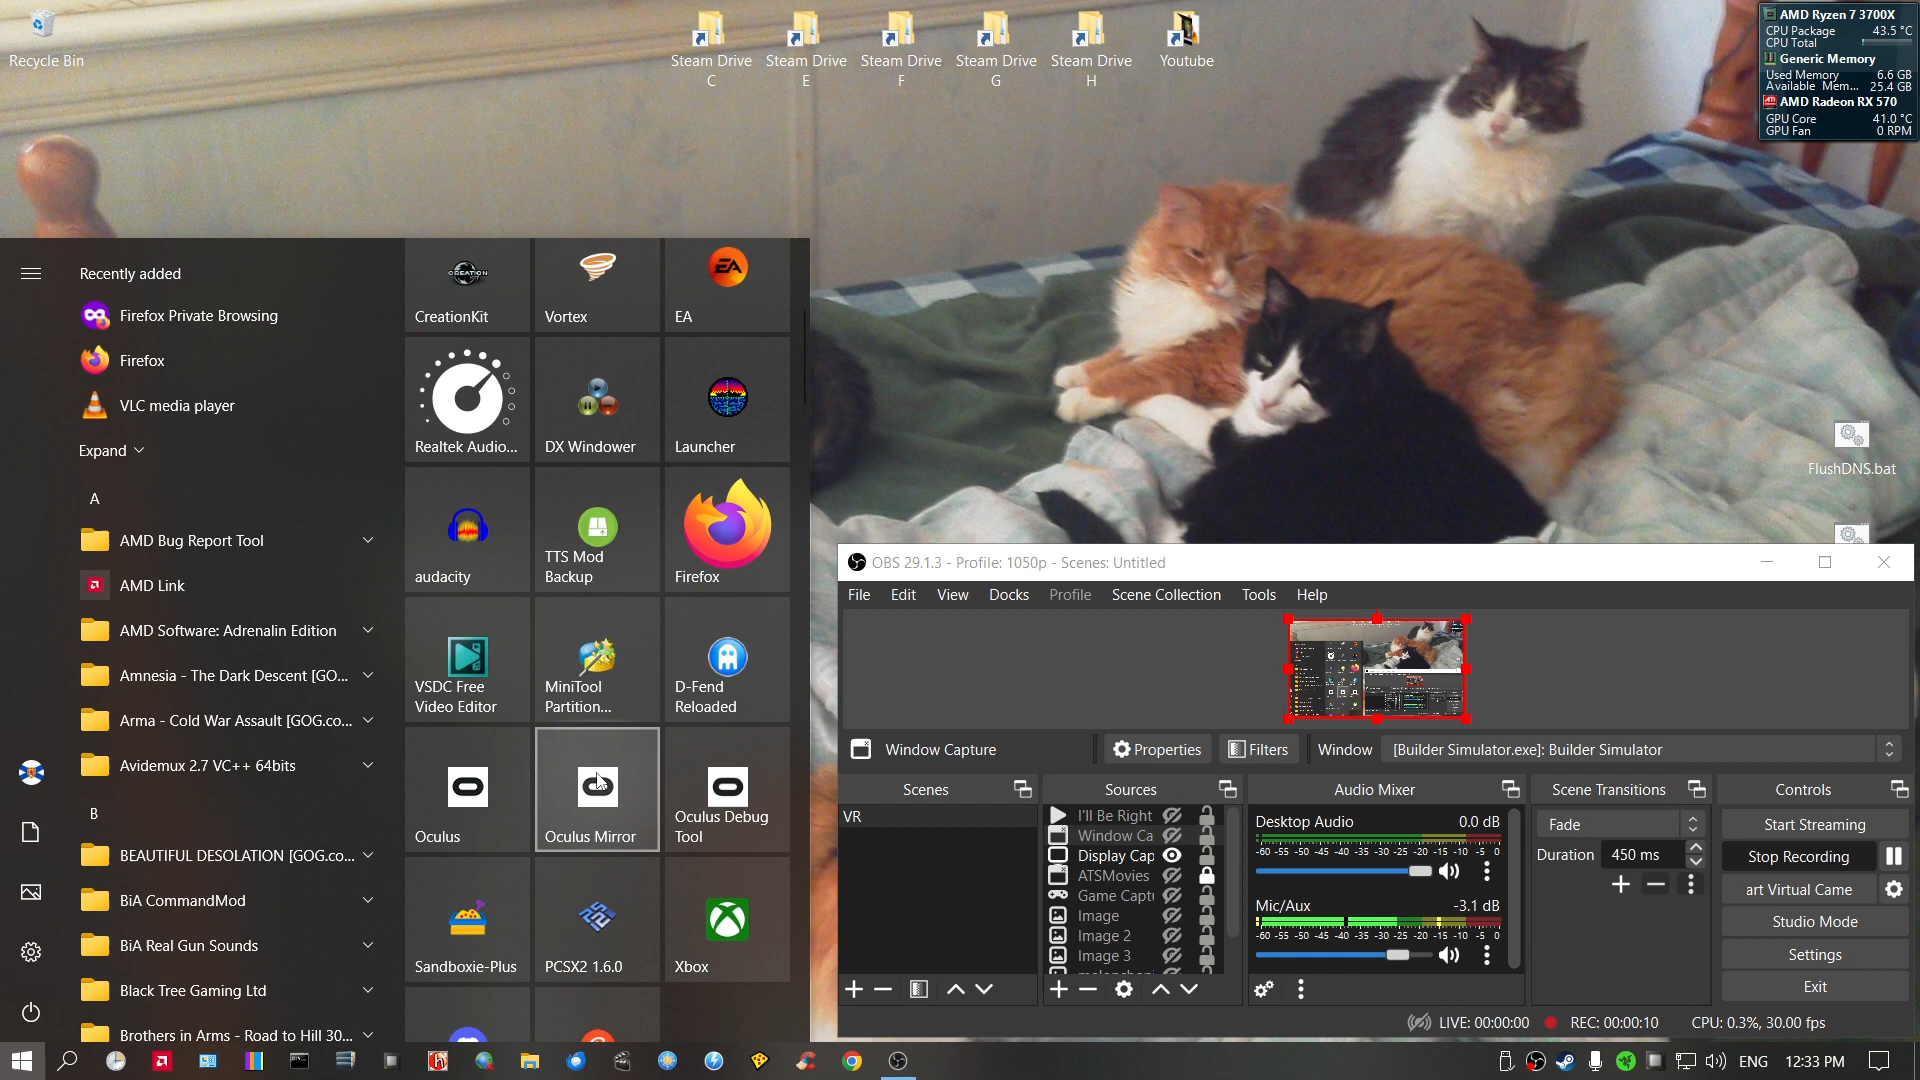 Recycle Bin
Steam Drive
C
Steam Drive
E
Steam Drive
F
Steam Drive
G
Steam Drive
H
Youtube
AMD Ryzen 7 3700X
CPU Package 43.5 °C
CPU Total
Generic Memory
Used Memory 6.6 GB
Available Mem... 25.4 GB
AMD Radeon RX 570
GPU Core 41.0 °C
GPU Fan 0 RPM
FlushDNS.bat
Recently added
Firefox Private Browsing
Firefox
VLC media player
Expand
A
AMD Bug Report Tool
AMD Link
AMD Software: Adrenalin Edition
Amnesia - The Dark Descent [GO...
Arma - Cold War Assault [GOG.co...
Avidemux 2.7 VC++ 64bits
B
BEAUTIFUL DESOLATION [GOG.co...
BiA CommandMod
BiA Real Gun Sounds
Black Tree Gaming Ltd
Brothers in Arms - Road to Hill 30...
CREATION
CreationKit
Vortex
EA
EA
Realtek Audio...
DX Windower
Launcher
audacity
TTS Mod
Backup
Firefox
VSDC Free
Video Editor
MiniTool
Partition...
D-Fend
Reloaded
Oculus
Oculus Mirror
Oculus Debug
Tool
Sandboxie-Plus
PCSX2 1.6.0
Xbox
OBS 29.1.3 - Profile: 1050p - Scenes: Untitled
File Edit View Docks Profile Scene Collection Tools Help
Window Capture Properties Filters Window [Builder Simulator.exe]: Builder Simulator
Scenes
VR
Sources
I'll Be Right
Window Ca
Display Cap
ATSMovies
Game Captu
Image
Image 2
Image 3
Audio Mixer
Desktop Audio 0.0 dB
-60 -55 -50 -45 -40 -35 -30 -25 -20 -15 -10 -5 0
Mic/Aux -3.1 dB
-60 -55 -50 -45 -40 -35 -30 -25 -20 -15 -10 -5 0
Scene Transitions
Fade
Duration 450 ms
Controls
Start Streaming
Stop Recording
art Virtual Came
Studio Mode
Settings
Exit
LIVE: 00:00:00 REC: 00:00:10 CPU: 0.3%, 30.00 fps
ENG 12:33 PM